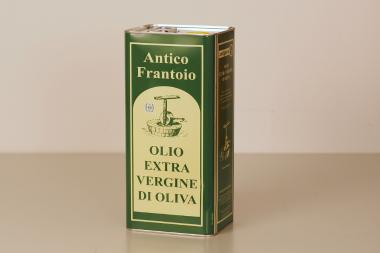 Antico
Frantoio
OLIO
EXTRA
VERGINE
DI OLIVA